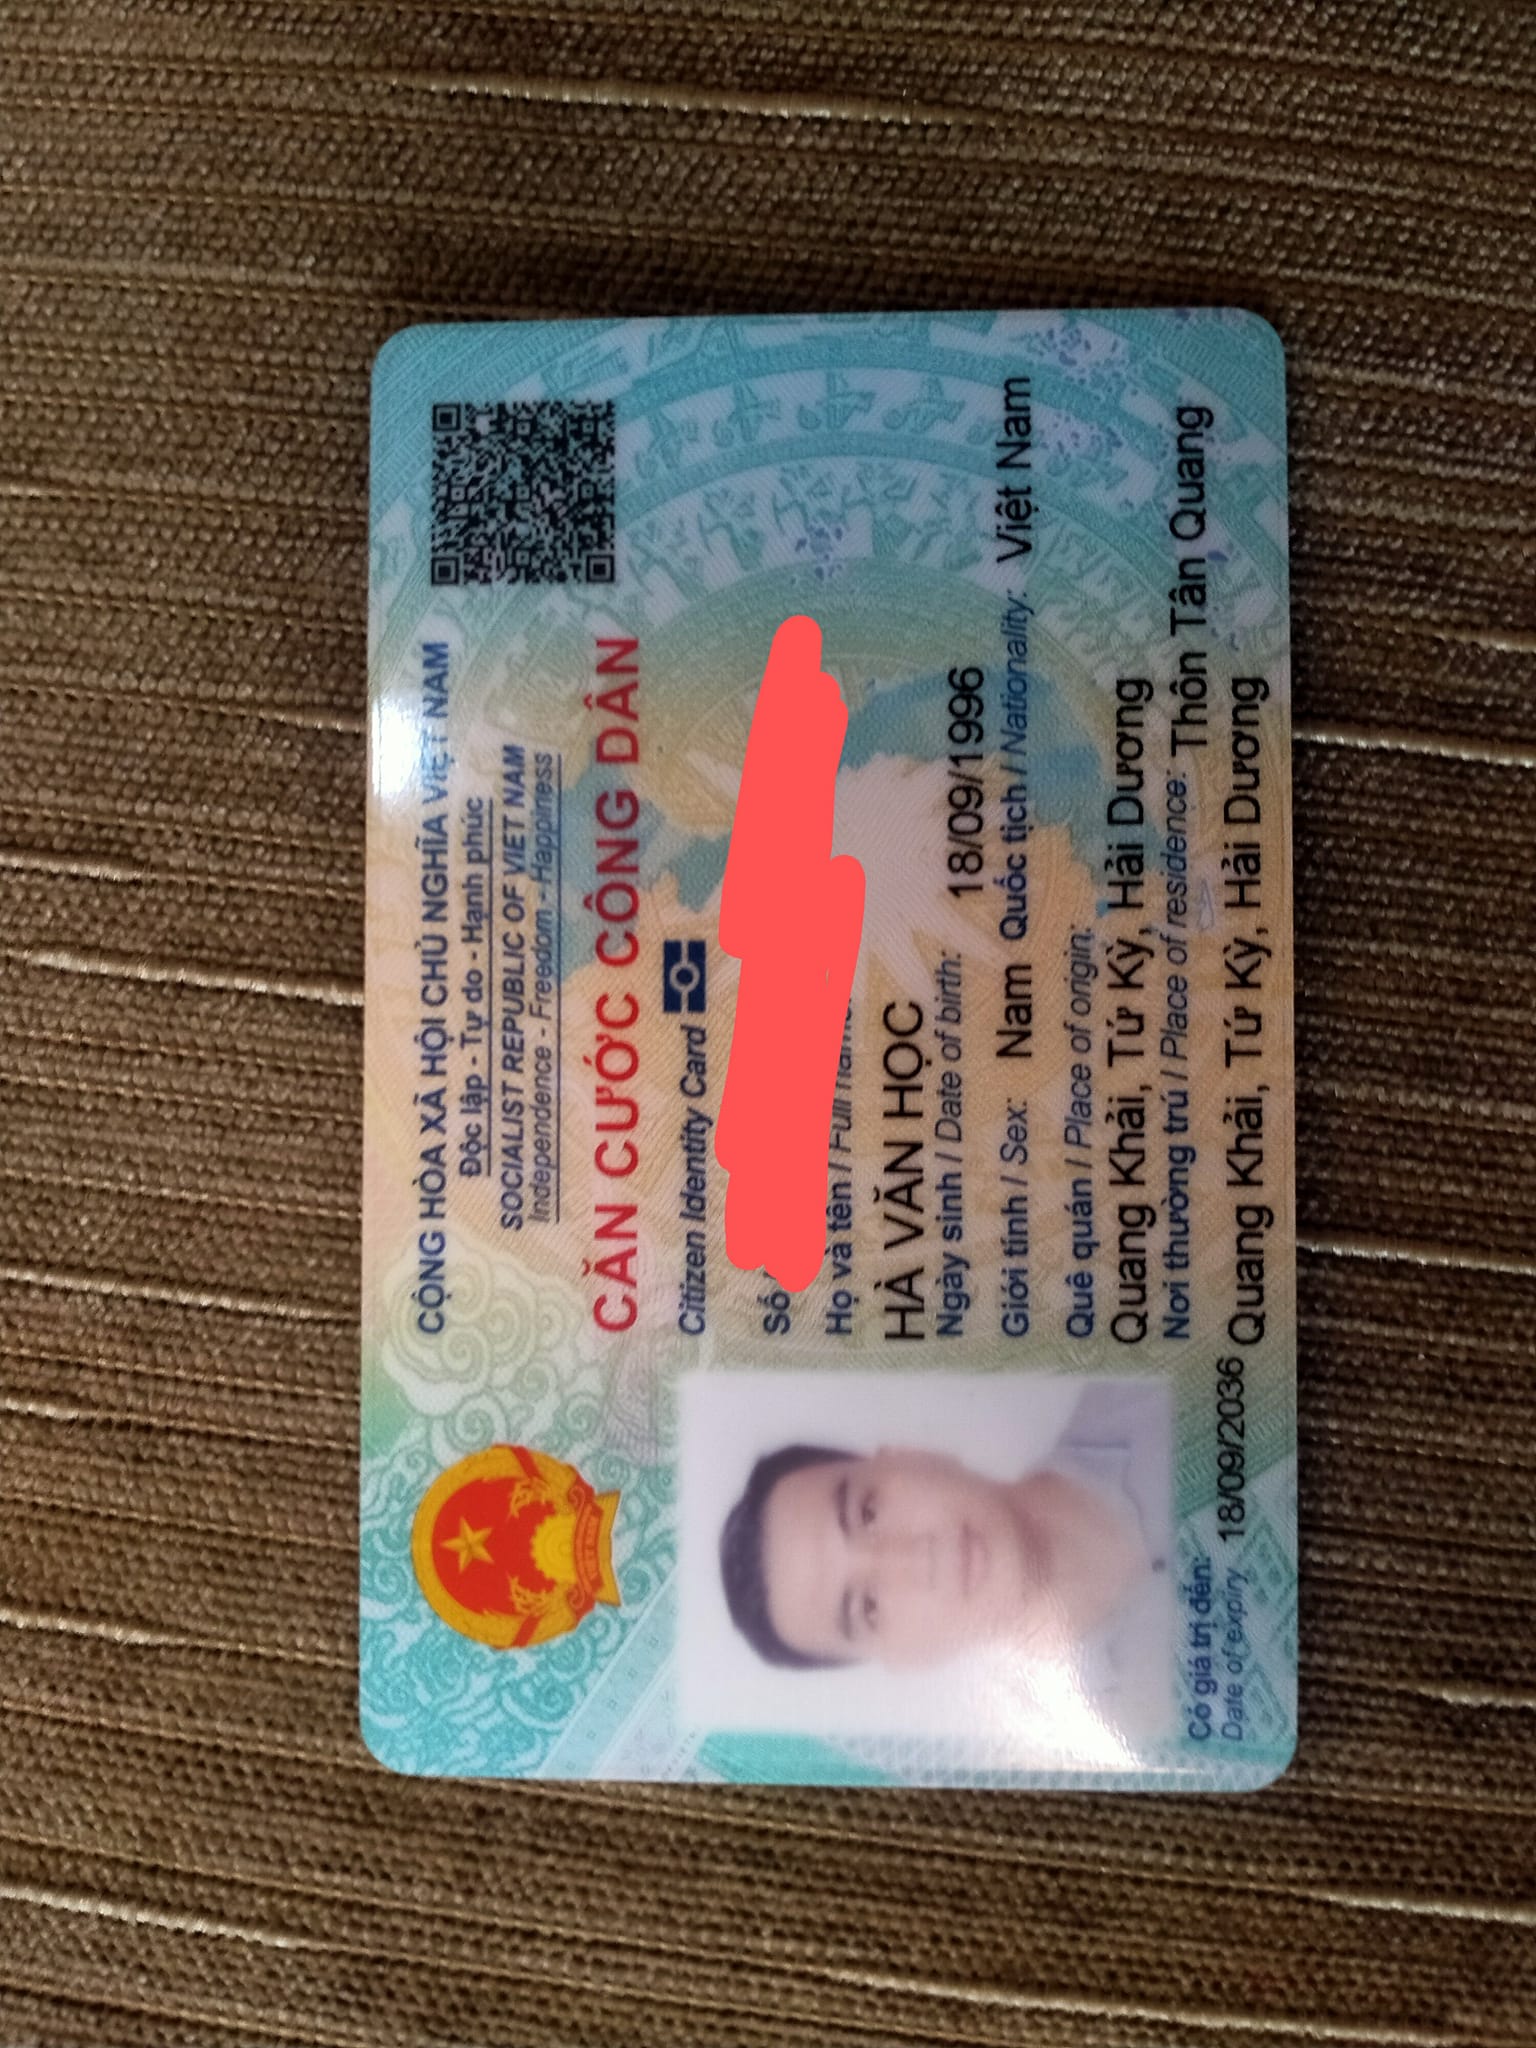 CỘNG HÒA XÃ HỘI CHỦ NGHĨA VIỆT NAM
Độc lập - Tự do - Hạnh phúc
SOCIALIST REPUBLIC OF VIET NAM
Independence - Freedom - Happiness
CĂN CƯỚC CÔNG DÂN
Citizen Identity Card
Số
Họ và tên / Full name:
HÀ VĂN HỌC
Ngày sinh / Date of birth: 18/09/1996
Giới tính / Sex: Nam Quốc tịch / Nationality: Việt Nam
Quê quán / Place of origin:
Quang Khải, Tứ Kỳ, Hải Dương
Nơi thường trú / Place of residence: Thôn Tân Quang
Quang Khải, Tứ Kỳ, Hải Dương
Có giá trị đến: 18/09/2036
Date of expiry